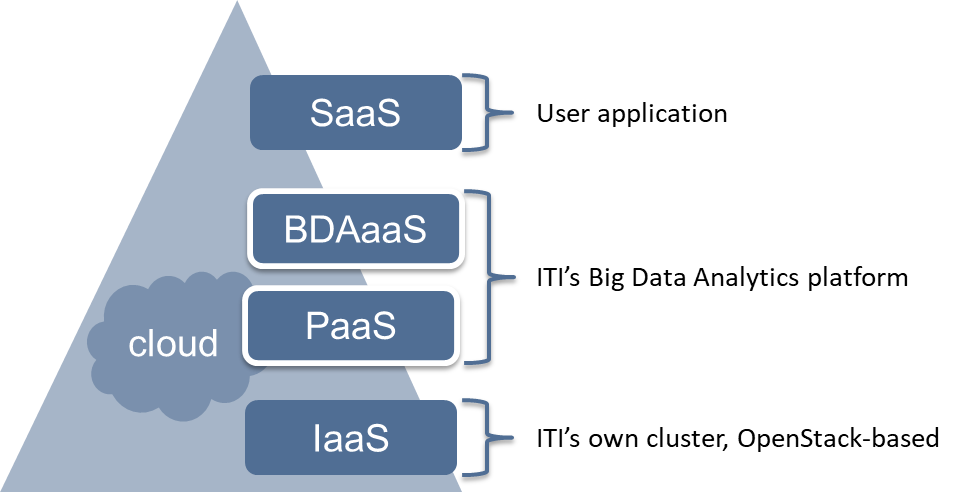 SaaS
User application
BDAaaS
ITI's Big Data Analytics platform
cloud
PaaS
IaaS
ITI's own cluster, OpenStack-based